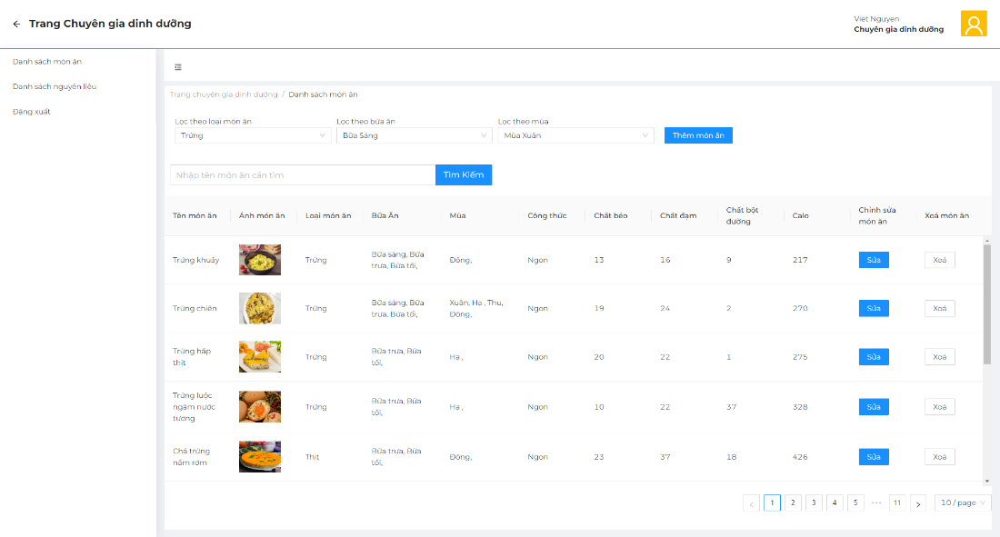 Trang Chuyên gia dinh dưỡng
Viet Nguyen
Chuyên gia dinh dưỡng
Danh sách món ăn
Danh sách nguyên liệu
Đăng xuất
Trang chuyên gia dinh dưỡng / Danh sách món ăn
Lọc theo loại món ăn
Lọc theo bữa ăn
Lọc theo mùa
Trứng
Bữa Sáng
Mùa Xuân
Thêm món ăn
Nhập tên món ăn cần tìm
Tìm Kiếm
Tên món ăn
Ảnh món ăn
Loại món ăn
Bữa Ăn
Mùa
Công thức
Chất béo
Chất đạm
Chất bột
đường
Calo
Chỉnh sửa
món ăn
Xoá món ăn
Trứng khuấy
Trứng
Bữa sáng, Bữa
trưa, Bữa tối,
Đông,
Ngon
13
16
9
217
Sửa
Xoá
Trứng chiên
Trứng
Bữa sáng, Bữa
trưa, Bữa tối,
Xuân, Hạ , Thu,
Đông,
Ngon
19
24
2
270
Sửa
Xoá
Trứng hấp
thịt
Trứng
Bữa trưa, Bữa
tối,
Hạ ,
Ngon
20
22
1
275
Sửa
Xoá
Trứng luộc
ngâm nước
tương
Trứng
Bữa trưa, Bữa
tối,
Hạ ,
Ngon
10
22
37
328
Sửa
Xoá
Chả trứng
nấm rơm
Thịt
Bữa trưa, Bữa
tối,
Đông,
Ngon
23
37
18
426
Sửa
Xoá
1 2 3 4 5 ••• 11
10 / page